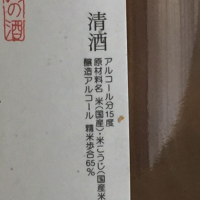 の酒
清酒
アルコール分15度
原材料名 米(国産)・米こうじ(国産米
醸造アルコール 精米歩合65%